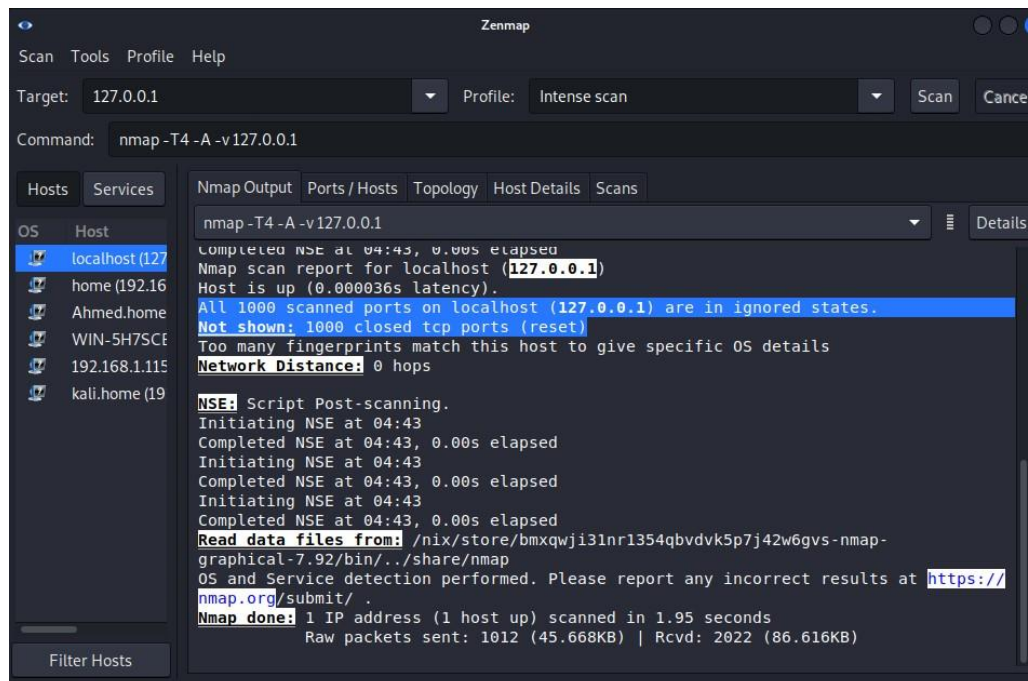 Zenmap
Scan Tools Profile Help
Target: 127.0.0.1 Profile: Intense scan Scan Cance
Command: nmap -T4 -A -v 127.0.0.1
Hosts Services
Nmap Output Ports / Hosts Topology Host Details Scans
nmap -T4 -A -v 127.0.0.1 Details
OS Host
localhost (127
home (192.16
Ahmed.home
WIN-5H7SCE
192.168.1.115
kali.home (19
Filter Hosts
Completed NSE at 04:43, 0.00s elapsed
Nmap scan report for localhost (127.0.0.1)
Host is up (0.000036s latency).
All 1000 scanned ports on localhost (127.0.0.1) are in ignored states.
Not shown: 1000 closed tcp ports (reset)
Too many fingerprints match this host to give specific OS details
Network Distance: 0 hops
NSE: Script Post-scanning.
Initiating NSE at 04:43
Completed NSE at 04:43, 0.00s elapsed
Initiating NSE at 04:43
Completed NSE at 04:43, 0.00s elapsed
Initiating NSE at 04:43
Completed NSE at 04:43, 0.00s elapsed
Read data files from: /nix/store/bmxqwji31nr1354qbvdvk5p7j42w6gvs-nmap-
graphical-7.92/bin/../share/nmap
OS and Service detection performed. Please report any incorrect results at https://
nmap.org/submit/ .
Nmap done: 1 IP address (1 host up) scanned in 1.95 seconds
Raw packets sent: 1012 (45.668KB) | Rcvd: 2022 (86.616KB)